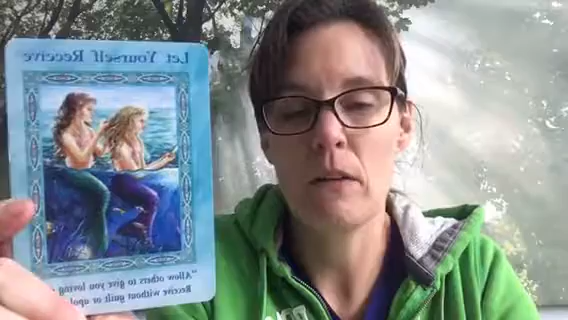 Let Yourself Receive
"Allow others to give you loving
Receive without guilt or